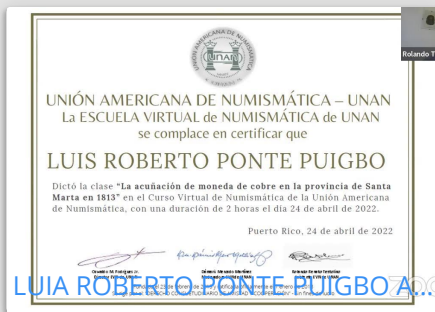 UNIÓN AMERICANA DE NUMISMÁTICA
UNAN
Rolando T
UNIÓN AMERICANA DE NUMISMÁTICA – UNAN
La ESCUELA VIRTUAL de NUMISMÁTICA de UNAN
se complace en certificar que
LUIS ROBERTO PONTE PUIGBO
Dictó la clase “La acuñación de moneda de cobre en la provincia de Santa
Marta en 1813” en el Curso Virtual de Numismática de la Unión Americana
de Numismática, con una duración de 2 horas el día 24 de abril de 2022.
Puerto Rico, 24 de abril de 2022
LUIA ROBERTO PONTE PUIGBO A...
zoo